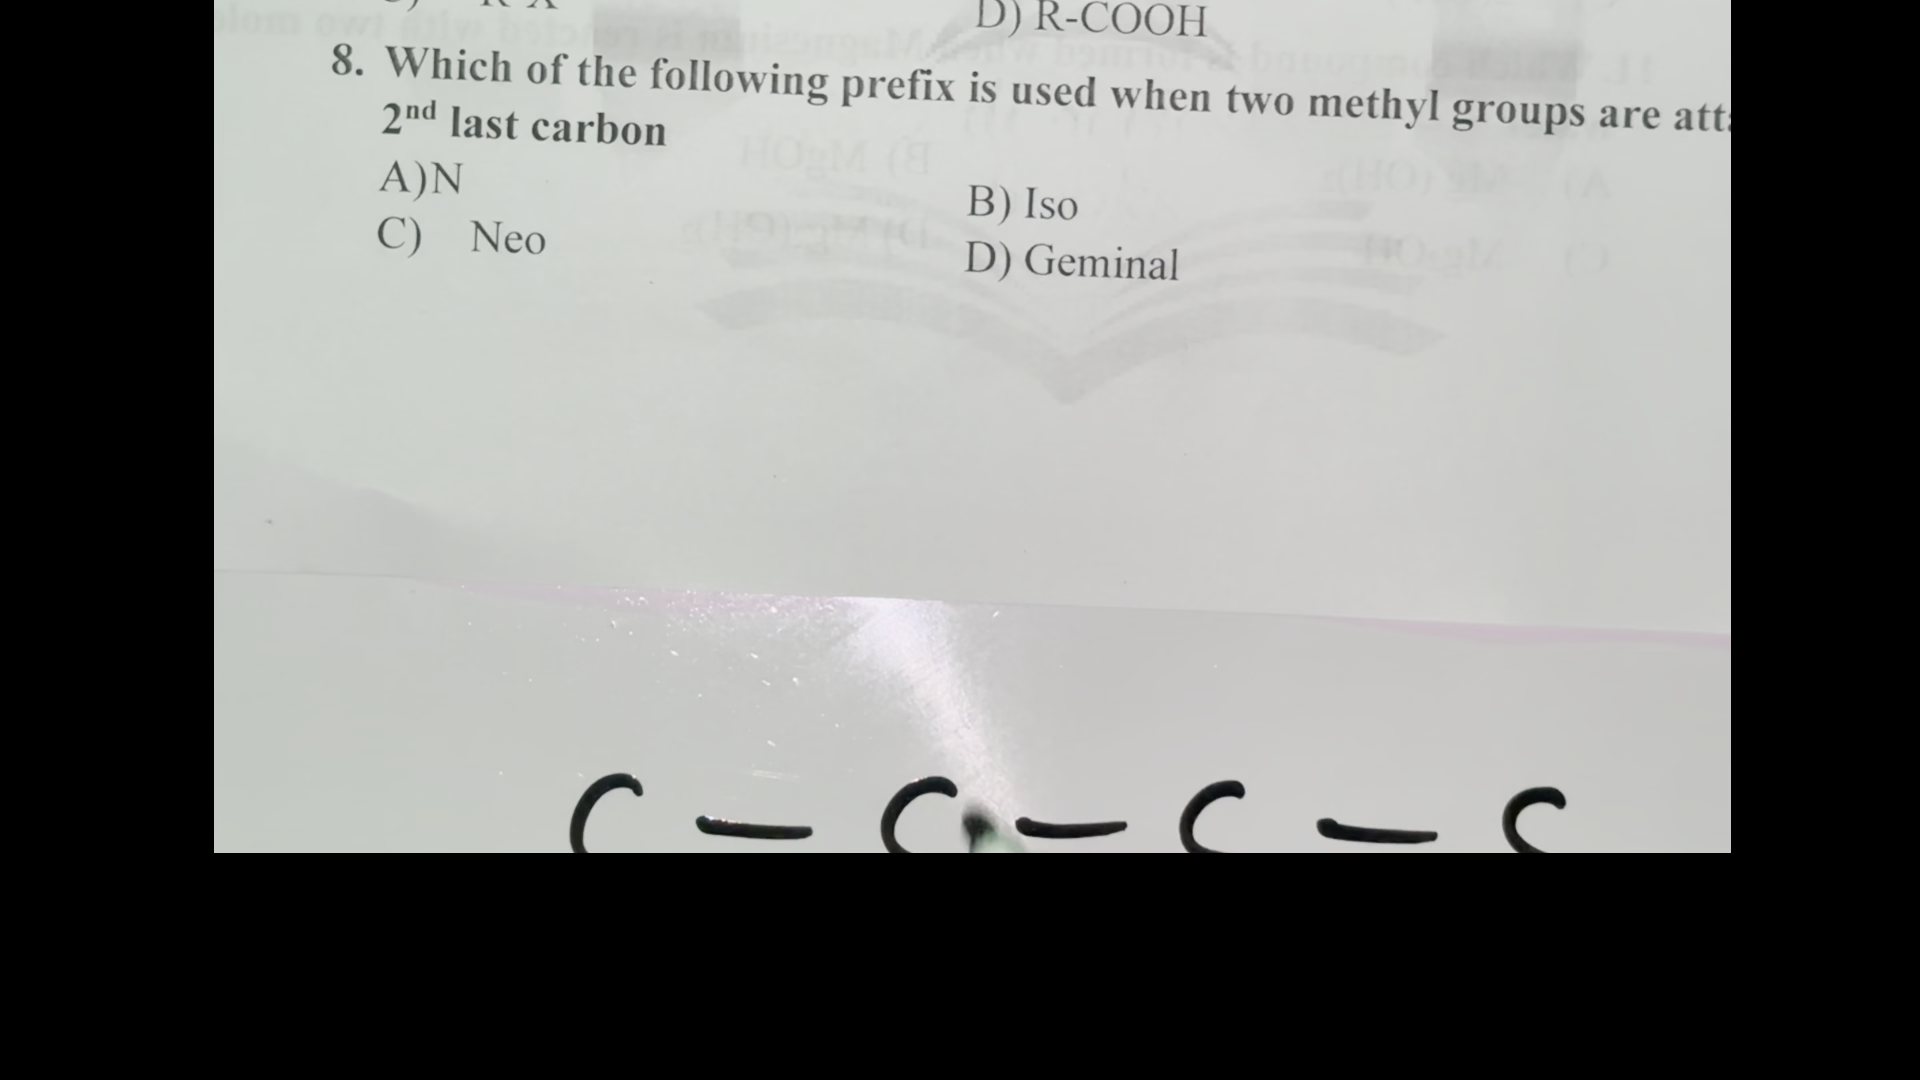 D) R-COOH
8. Which of the following prefix is used when two methyl groups are
2nd last carbon
A)N
B) Iso
C) Neo
D) Geminal
C - C - C - C